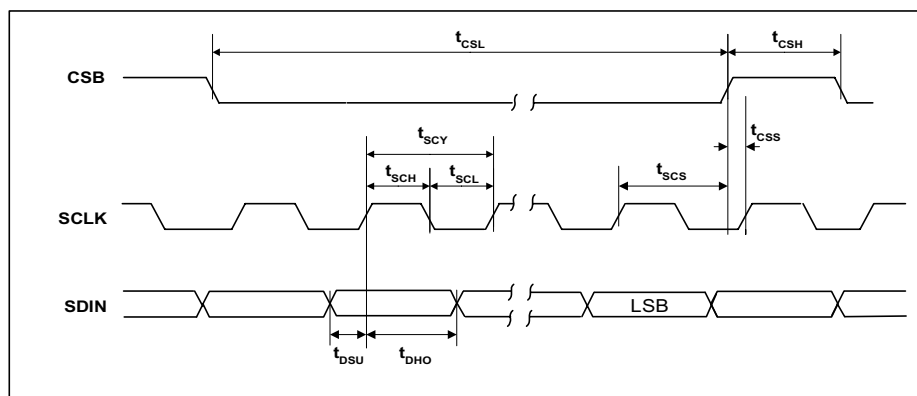 tCSL
tCSH
CSB
tCSS
tSCY
tSCH
tSCL
tSCS
SCLK
SDIN
LSB
tDSU
tDHO